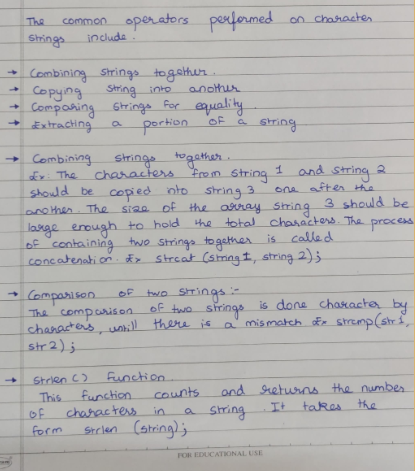 The common operators performed on character
strings include.
→ Combining strings together.
→ Copying string into another
→ Comparing strings for equality.
→ Extracting a portion of a string
→ Combining strings together.
Ex: The characters from string 1 and string 2
should be copied into string 3 one after the
another. The size of the array string 3 should be
large enough to hold the total characters. The process
of containing two strings together is called
concatenation. Ex strcat (string 1, string 2);
→ Comparison of two strings :-
The comparison of two strings is done character by
characters, untill there is a mismatch Ex strcmp(str1,
str2);
→ strlen () Function.
This function counts and returns the number
of characters in a string. It takes the
form strlen (string);
FOR EDUCATIONAL USE